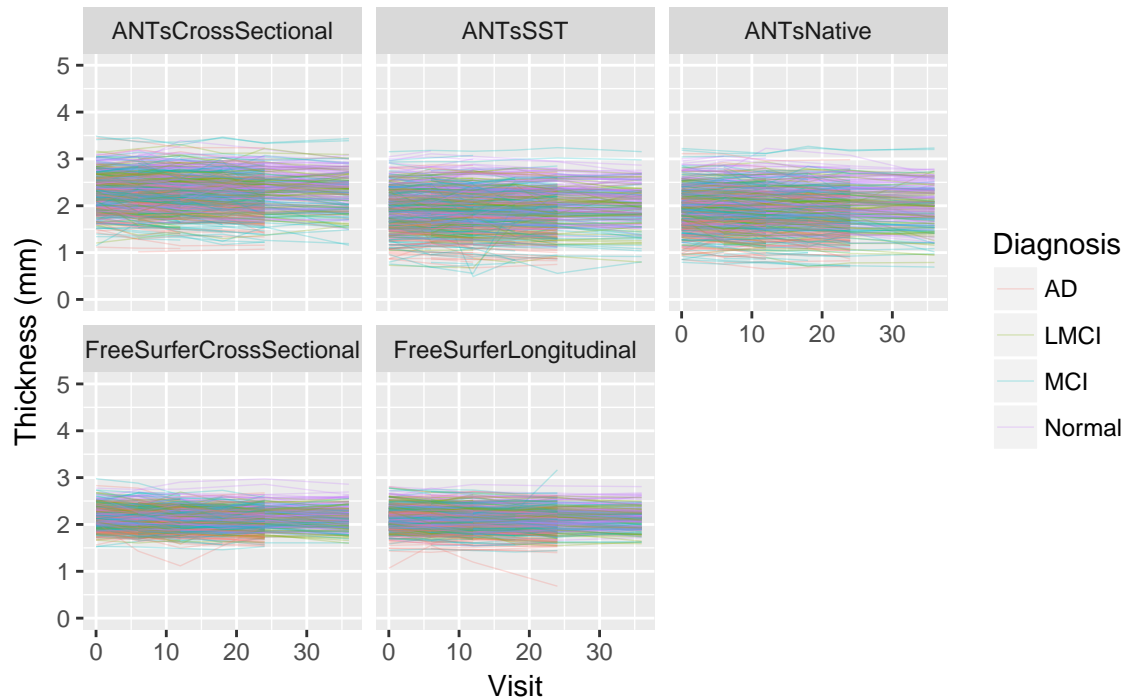 ANTsCrossSectional ANTsSST ANTsNative
5
4
3
2
1
0
0 10 20 30
FreeSurferCrossSectional FreeSurferLongitudinal
5
4
3
2
1
0
0 10 20 30 0 10 20 30
Thickness (mm)
Visit
Diagnosis
AD
LMCI
MCI
Normal